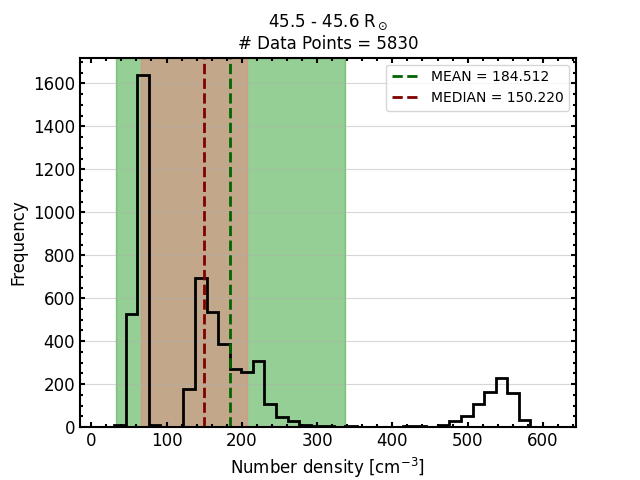 45.5 - 45.6 R⊙
# Data Points = 5830
MEAN = 184.512
MEDIAN = 150.220
Frequency
1600
1400
1200
1000
800
600
400
200
0
0 100 200 300 400 500 600
Number density [cm⁻³]